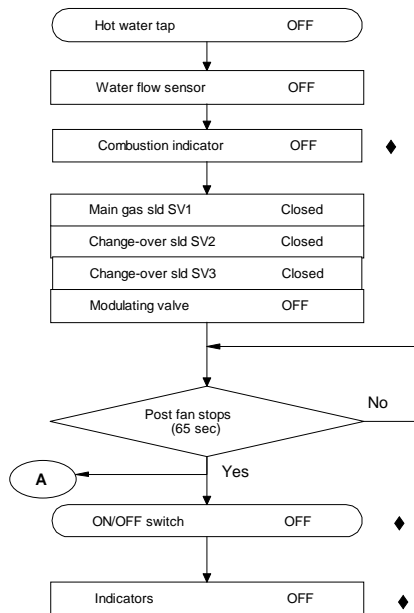 Hot water tap OFF
Water flow sensor OFF
Combustion indicator OFF
Main gas sld SV1 Closed
Change-over sld SV2 Closed
Change-over sld SV3 Closed
Modulating valve OFF
No
Post fan stops
(65 sec)
A
Yes
ON/OFF switch OFF
Indicators OFF